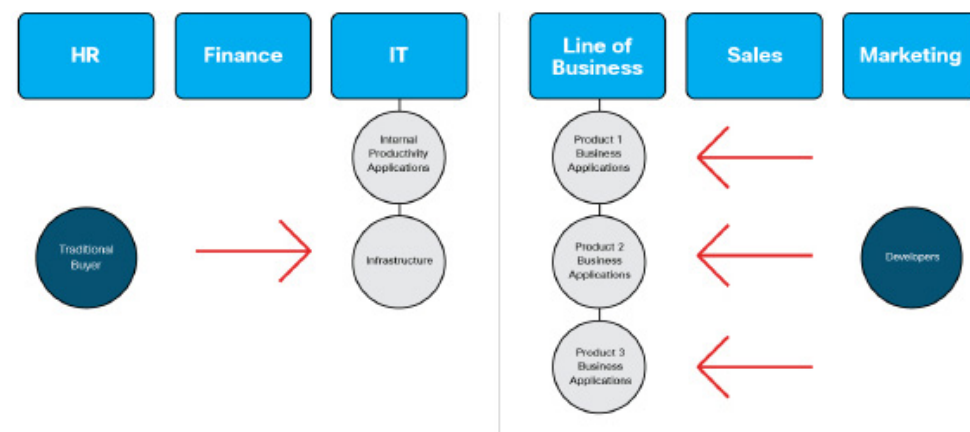 HR
Finance
IT
Line of
Business
Sales
Marketing
Internal
Productivity
Applications
Product 1
Business
Applications
Traditional
Buyer
Infrastructure
Product 2
Business
Applications
Developers
Product 3
Business
Applications